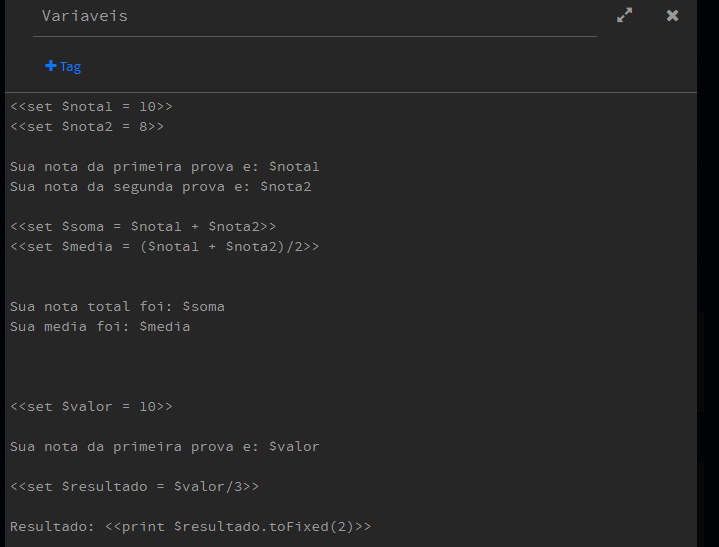 Variaveis
+ Tag
<<set $nota1 = 10>>
<<set $nota2 = 8>>
Sua nota da primeira prova e: $nota1
Sua nota da segunda prova e: $nota2
<<set $soma = $nota1 + $nota2>>
<<set $media = ($nota1 + $nota2)/2>>
Sua nota total foi: $soma
Sua media foi: $media
<<set $valor = 10>>
Sua nota da primeira prova e: $valor
<<set $resultado = $valor/3>>
Resultado: <<print $resultado.toFixed(2)>>